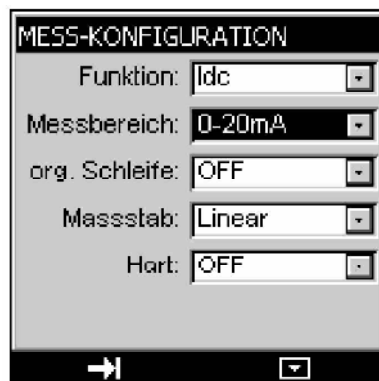 MESS-KONFIGURATION
Funktion: Idc
Messbereich: 0-20mA
org. Schleife: OFF
Massstab: Linear
Hart: OFF